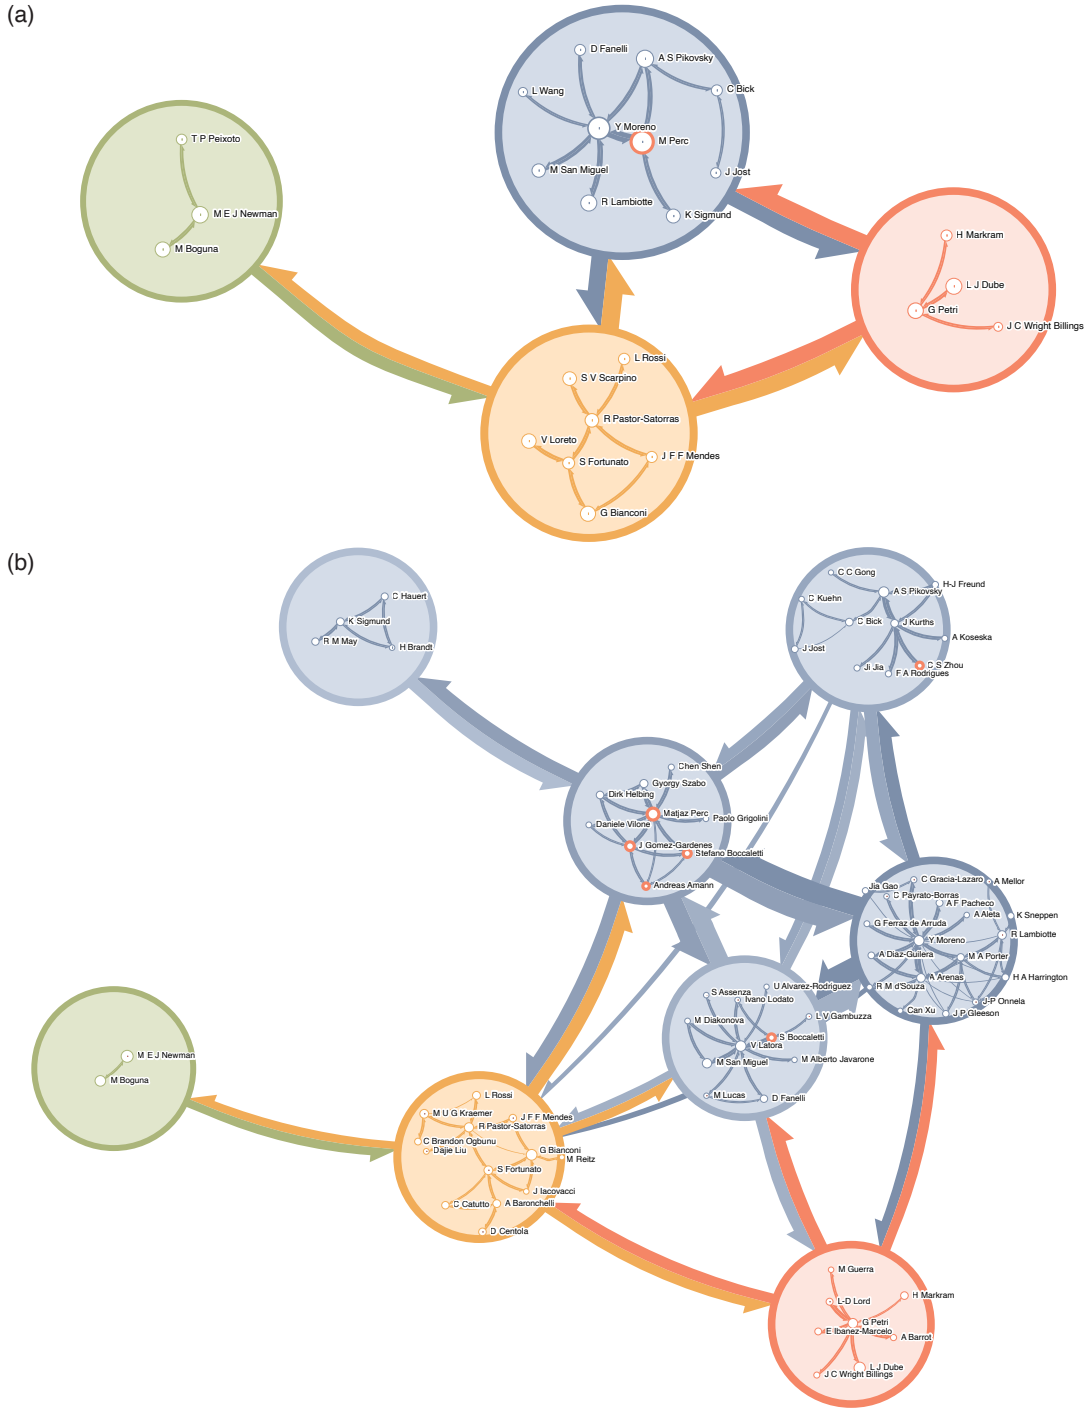 (a)
D Fanelli
A S Pikovsky
L Wang
C Bick
Y Moreno
M Perc
M San Miguel
J Jost
R Lambiotte
K Sigmund
T P Peixoto
M E J Newman
M Boguna
H Markram
L J Dube
G Petri
J C Wright Billings
L Rossi
S V Scarpino
R Pastor-Satorras
V Loreto
S Fortunato
J F F Mendes
G Bianconi
(b)
C Hauert
K Sigmund
R M May
H Brandt
C C Gong
A S Pikovsky
H-J Freund
C Kuehn
C Bick
J Kurths
A Koseska
J Jost
Ji Jia
C S Zhou
F A Rodrigues
Chen Shen
Gyorgy Szabo
Dirk Helbing
Matjaz Perc
Paolo Grigolini
Daniele Vilone
J Gomez-Gardenes
Stefano Boccaletti
Andreas Amann
Jia Gao
C Gracia-Lazaro
A Mellor
C Payrato-Borras
A F Pacheco
A Aleta
K Sneppen
G Ferraz de Arruda
Y Moreno
R Lambiotte
A Diaz-Guilera
M A Porter
A Arenas
H A Harrington
R M d'Souza
J-P Onnela
Can Xu
J P Gleeson
S Assenza
U Alvarez-Rodriguez
Ivano Lodato
M Diakonova
L V Gambuzza
S Boccaletti
V Latora
M San Miguel
M Alberto Javarone
M Lucas
D Fanelli
M E J Newman
M Boguna
L Rossi
M U G Kraemer
J F F Mendes
R Pastor-Satorras
C Brandon Ogbunu
Dajie Liu
G Bianconi
M Reitz
S Fortunato
J Iacovacci
C Catutto
A Baronchelli
D Centola
M Guerra
L-D Lord
H Markram
G Petri
E Ibanez-Marcelo
A Barrot
L J Dube
J C Wright Billings